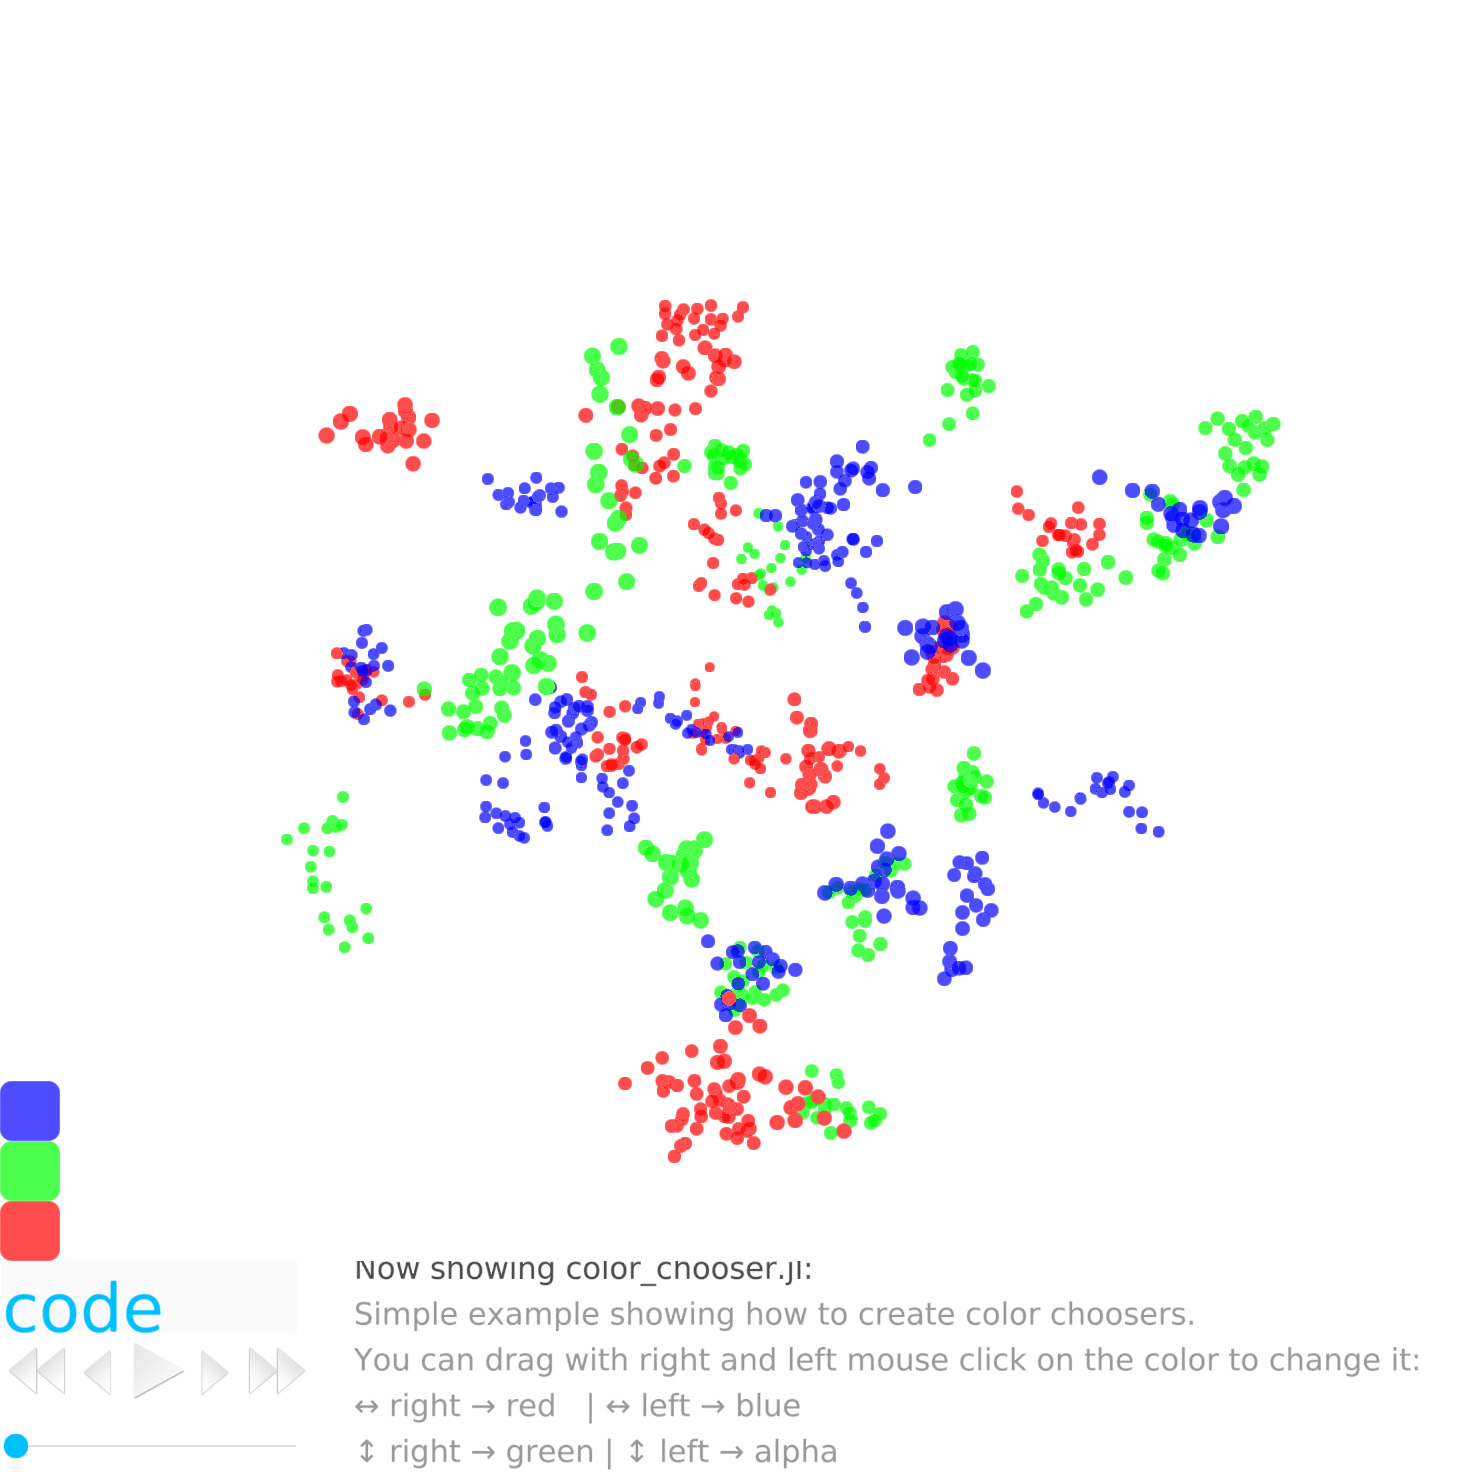 code
Now showing color_chooser.jl:
Simple example showing how to create color choosers.
You can drag with right and left mouse click on the color to change it:
↔ right → red | ↔ left → blue
↕ right → green | ↕ left → alpha